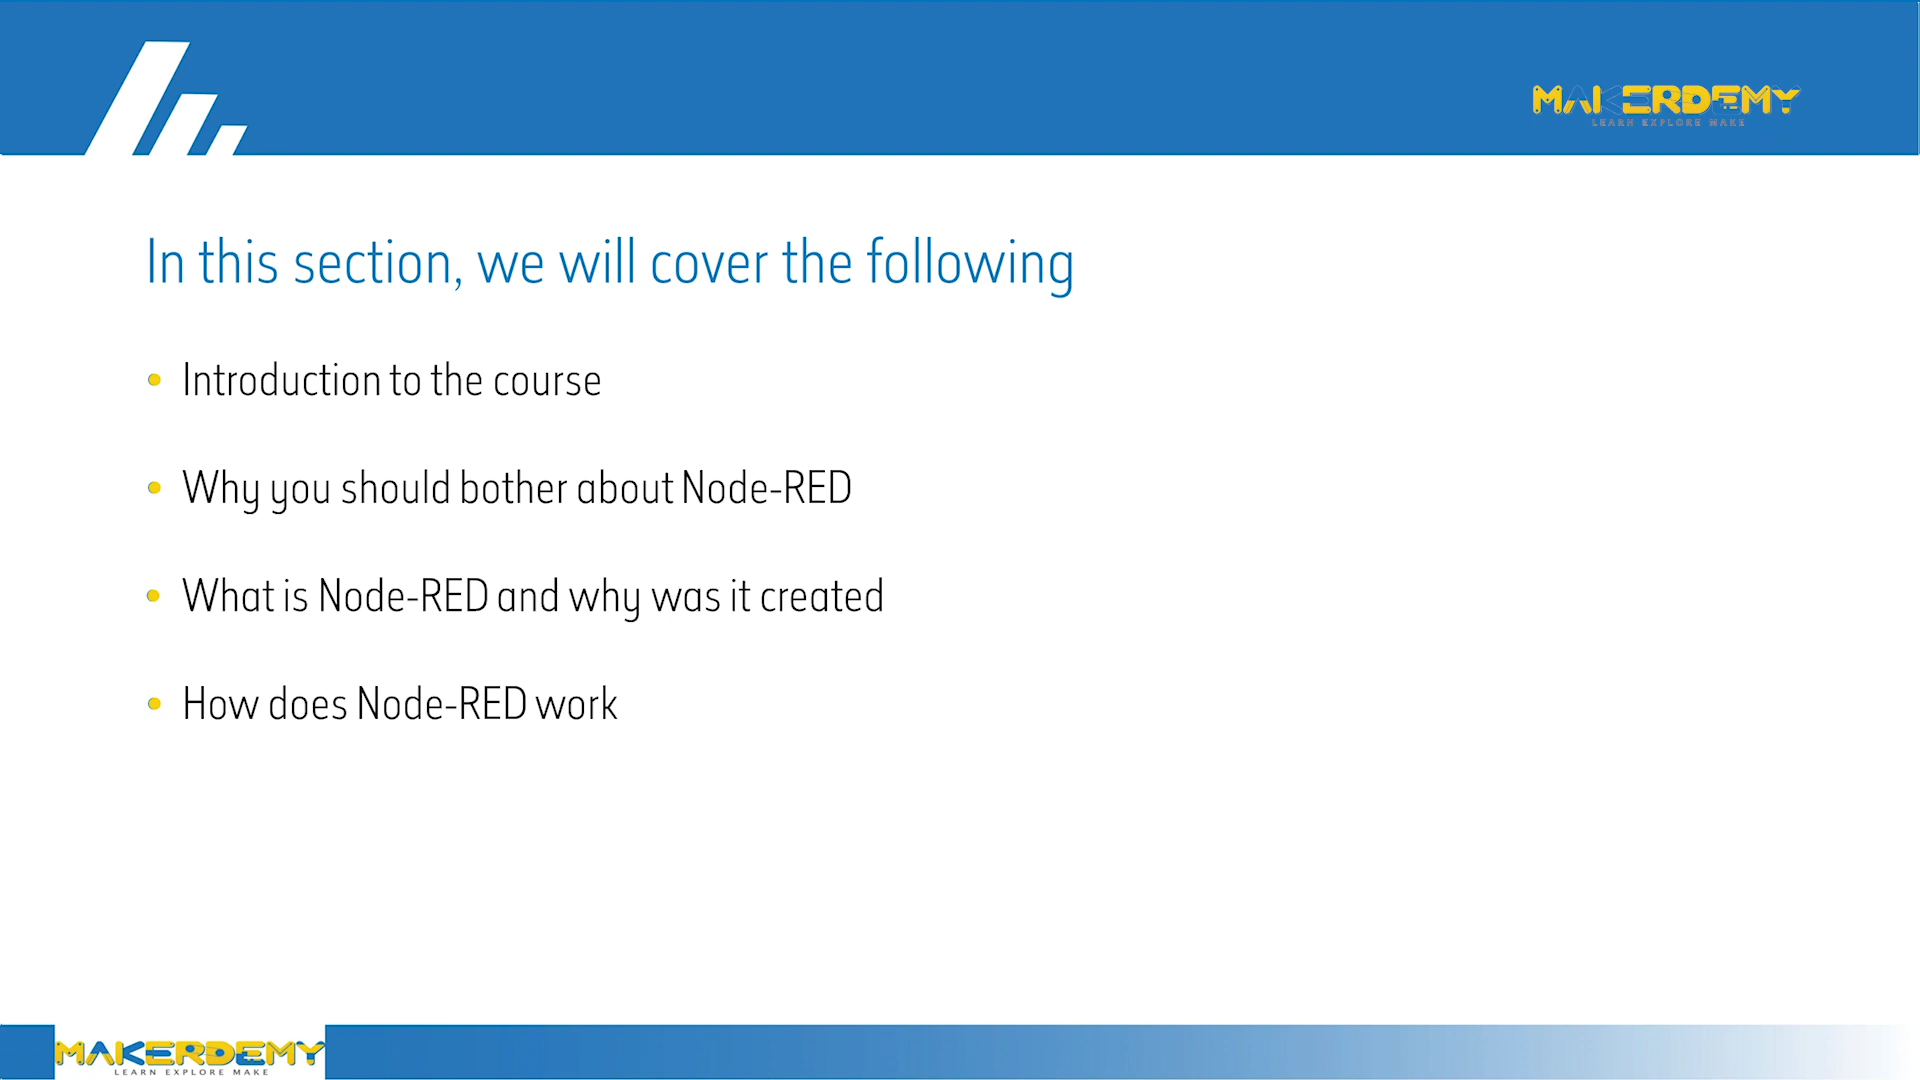 MAKERDEMY
LEARN EXPLORE MAKE
In this section, we will cover the following
• Introduction to the course
• Why you should bother about Node-RED
• What is Node-RED and why was it created
• How does Node-RED work
MAKERDEMY
LEARN EXPLORE MAKE